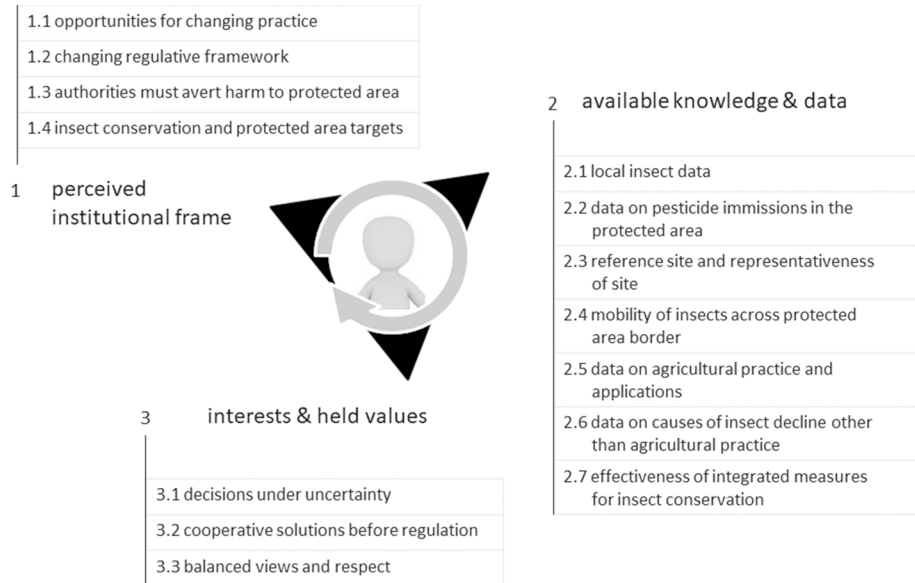 1.1 opportunities for changing practice
1.2 changing regulative framework
1.3 authorities must avert harm to protected area
1.4 insect conservation and protected area targets
1 perceived
institutional frame
2 available knowledge & data
2.1 local insect data
2.2 data on pesticide immissions in the
protected area
2.3 reference site and representativeness
of site
2.4 mobility of insects across protected
area border
2.5 data on agricultural practice and
applications
2.6 data on causes of insect decline other
than agricultural practice
2.7 effectiveness of integrated measures
for insect conservation
3 interests & held values
3.1 decisions under uncertainty
3.2 cooperative solutions before regulation
3.3 balanced views and respect